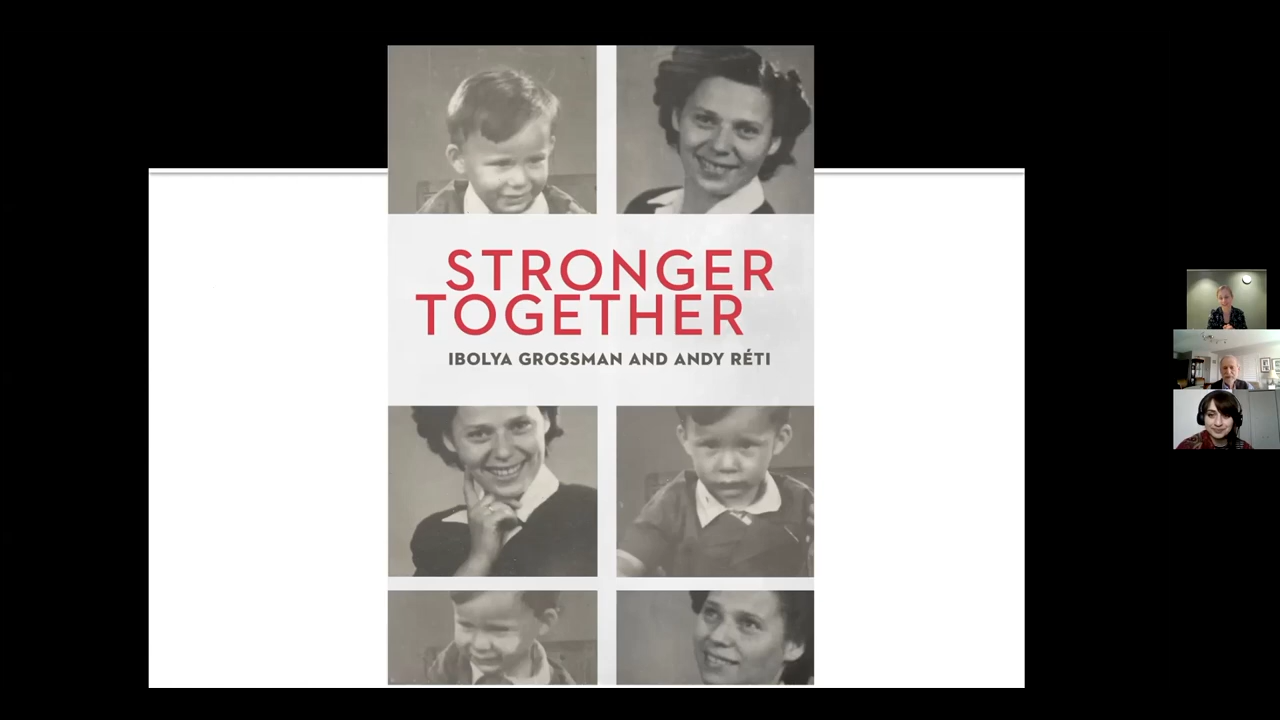 STRONGER
TOGETHER
IBOLYA GROSSMAN AND ANDY RÉTI